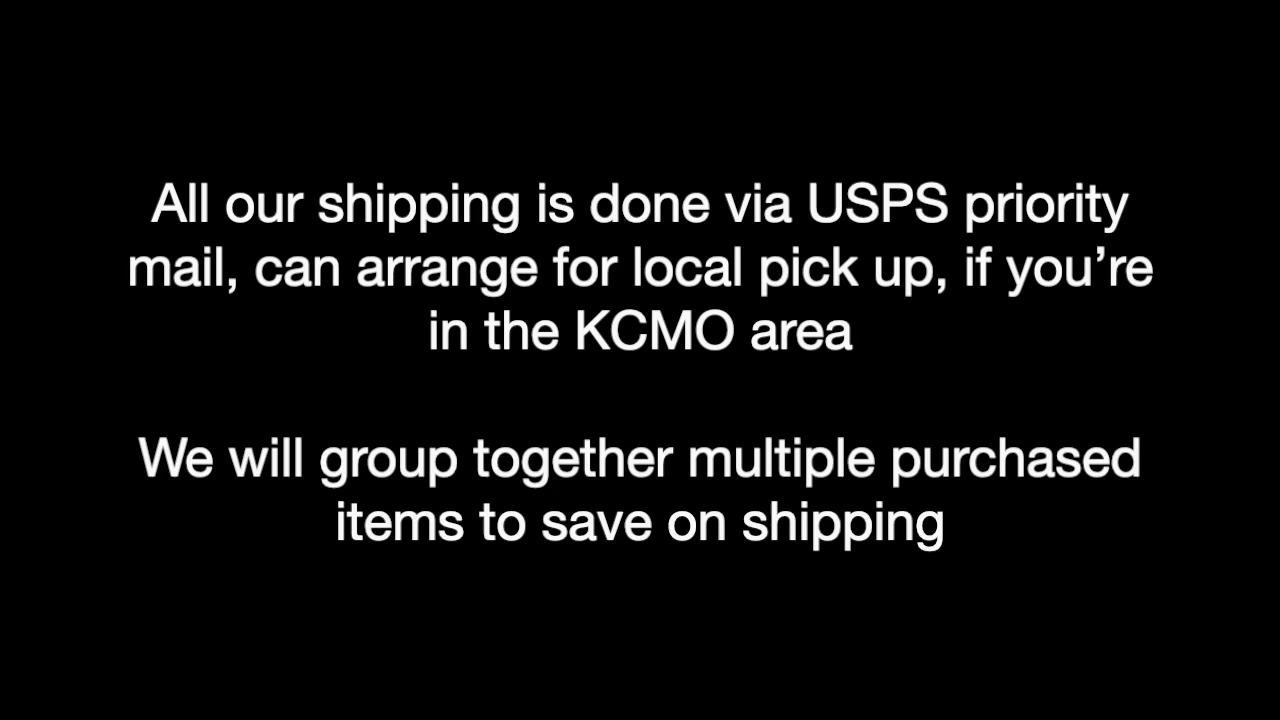 All our shipping is done via USPS priority
mail, can arrange for local pick up, if you’re
in the KCMO area
We will group together multiple purchased
items to save on shipping